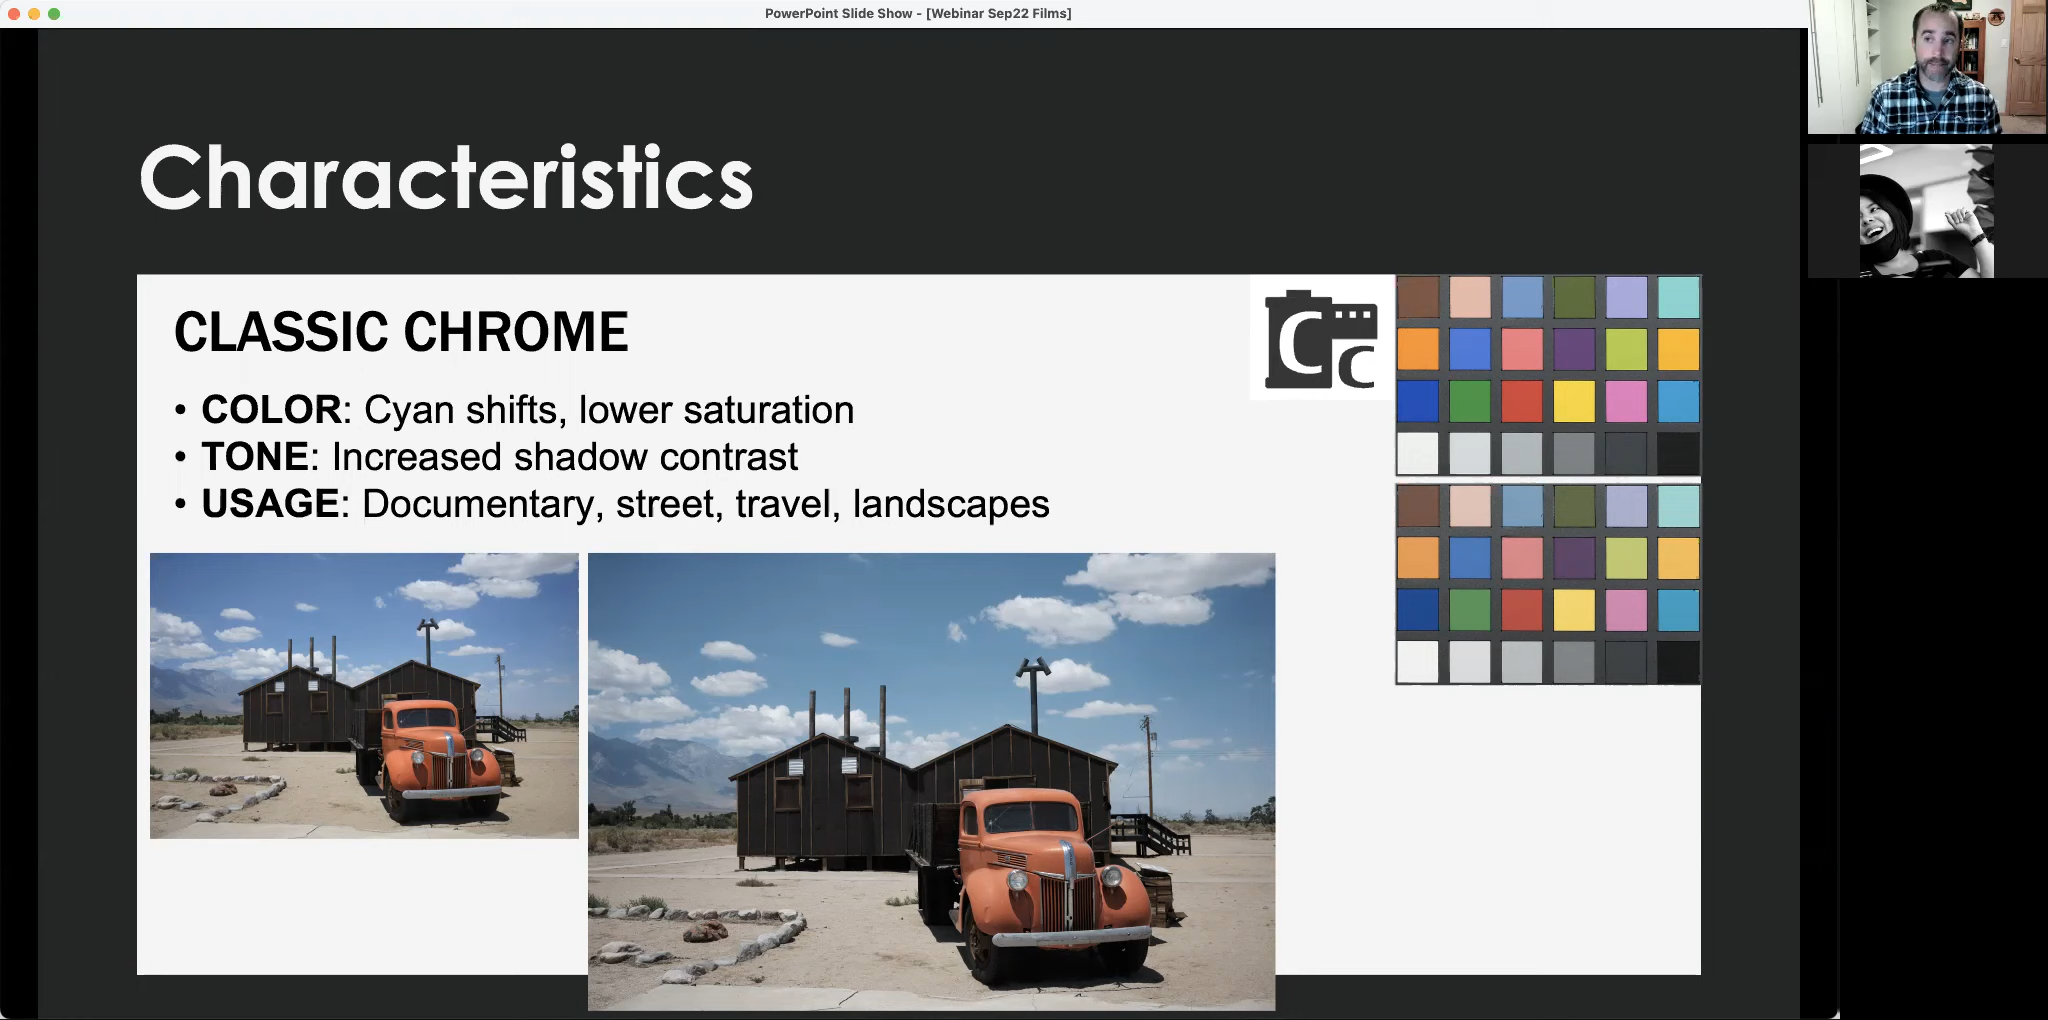 PowerPoint Slide Show - [Webinar Sep22 Films]
Characteristics
CLASSIC CHROME
• COLOR: Cyan shifts, lower saturation
• TONE: Increased shadow contrast
• USAGE: Documentary, street, travel, landscapes
C
C